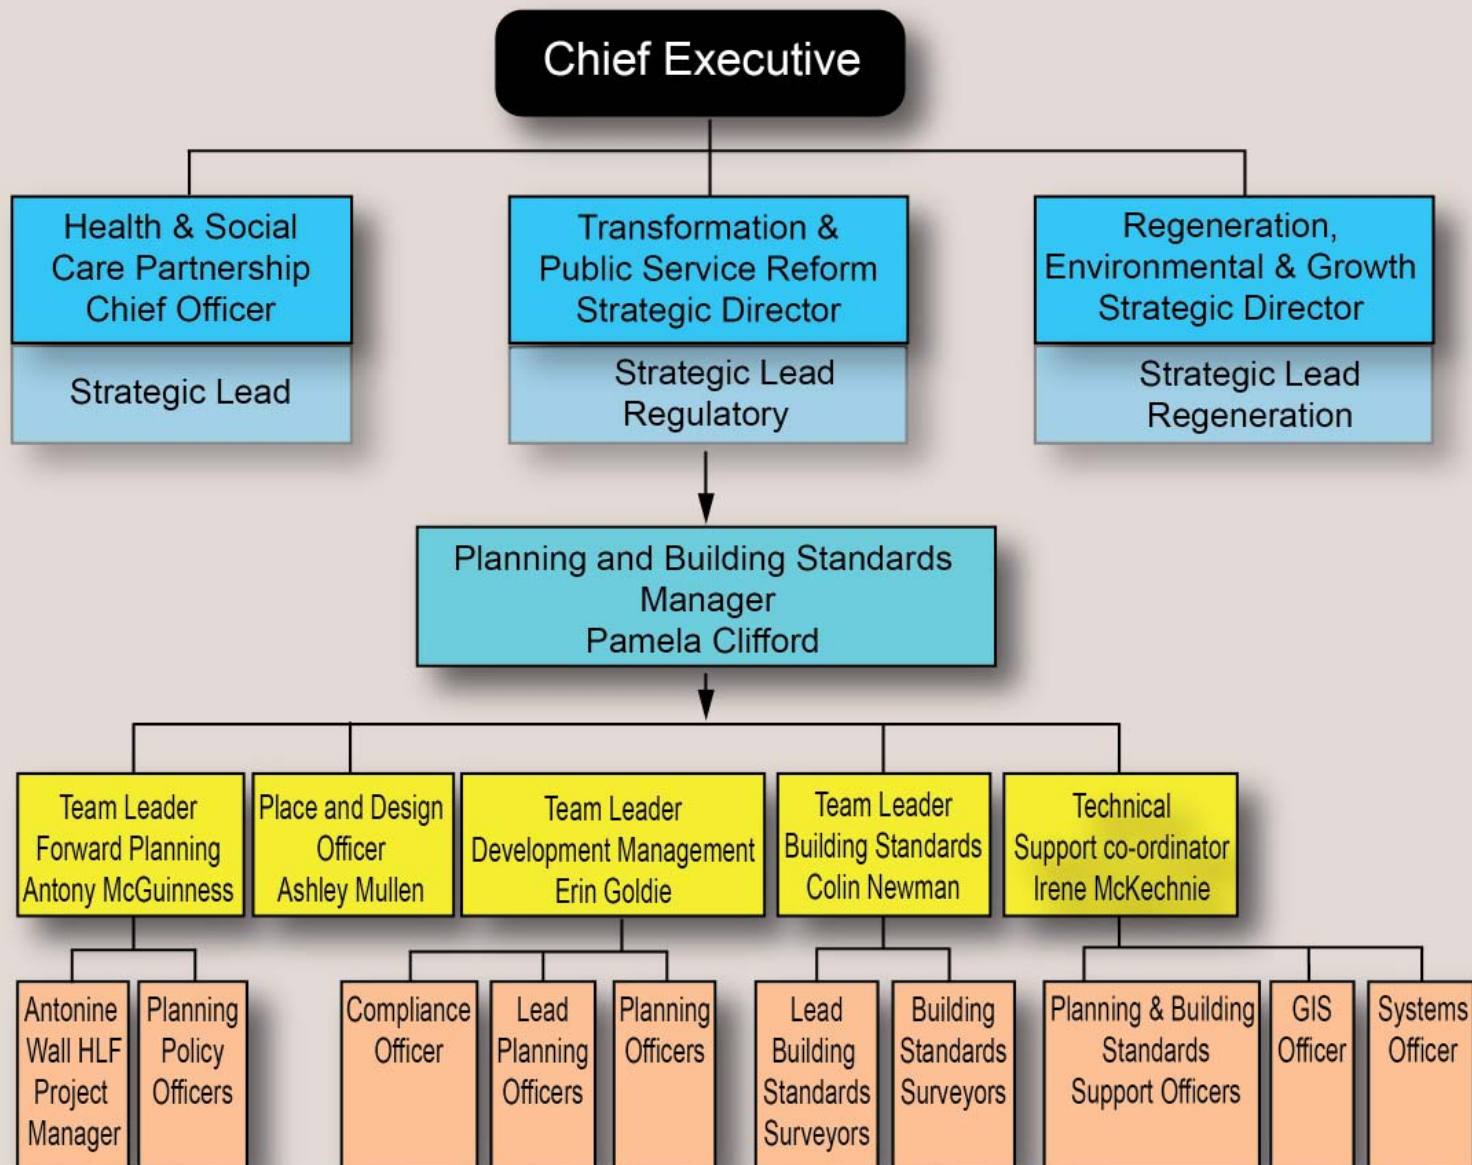 Chief Executive
Health & Social
Care Partnership
Chief Officer
Transformation &
Public Service Reform
Strategic Director
Regeneration,
Environmental & Growth
Strategic Director
Strategic Lead
Strategic Lead
Regulatory
Strategic Lead
Regeneration
Planning and Building Standards
Manager
Pamela Clifford
Team Leader
Forward Planning
Antony McGuinness
Place and Design
Officer
Ashley Mullen
Team Leader
Development Management
Erin Goldie
Team Leader
Building Standards
Colin Newman
Technical
Support co-ordinator
Irene McKechnie
Antonine
Wall HLF
Project
Manager
Planning
Policy
Officers
Compliance
Officer
Lead
Planning
Officers
Planning
Officers
Lead
Building
Standards
Surveyors
Building
Standards
Surveyors
Planning & Building
Standards
Support Officers
GIS
Officer
Systems
Officer